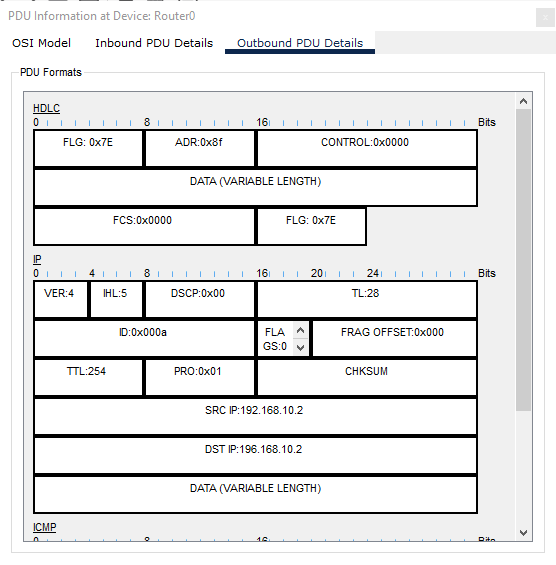 PDU Information at Device: Router0
x
OSI Model Inbound PDU Details Outbound PDU Details
PDU Formats
HDLC
0 8 16 Bits
FLG: 0x7E ADR:0x8f CONTROL:0x0000
DATA (VARIABLE LENGTH)
FCS:0x0000 FLG: 0x7E
IP
0 4 8 16 20 24 Bits
VER:4 IHL:5 DSCP:0x00 TL:28
ID:0x000a FLA
GS:0 FRAG OFFSET:0x000
TTL:254 PRO:0x01 CHKSUM
SRC IP:192.168.10.2
DST IP:196.168.10.2
DATA (VARIABLE LENGTH)
ICMP
0 8 16 Bits